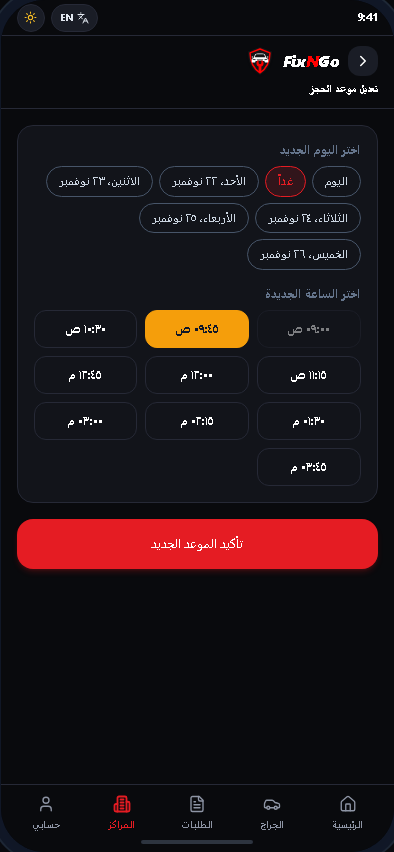 9:41
EN
FixNGo
تعديل موعد الحجز
اختر اليوم الجديد
اليوم
غداً
الأحد، ٢٢ نوفمبر
الاثنين، ٢٣ نوفمبر
الثلاثاء، ٢٤ نوفمبر
الأربعاء، ٢٥ نوفمبر
الخميس، ٢٦ نوفمبر
اختر الساعة الجديدة
٠٩:٠٠ ص
٠٩:٤٥ ص
١٠:٣٠ ص
١١:١٥ ص
١٢:٠٠ م
١٢:٤٥ م
٠١:٣٠ م
٠٢:١٥ م
٠٣:٠٠ م
٠٣:٤٥ م
تأكيد الموعد الجديد
الرئيسية
الجراج
الطلبات
المراكز
حسابي